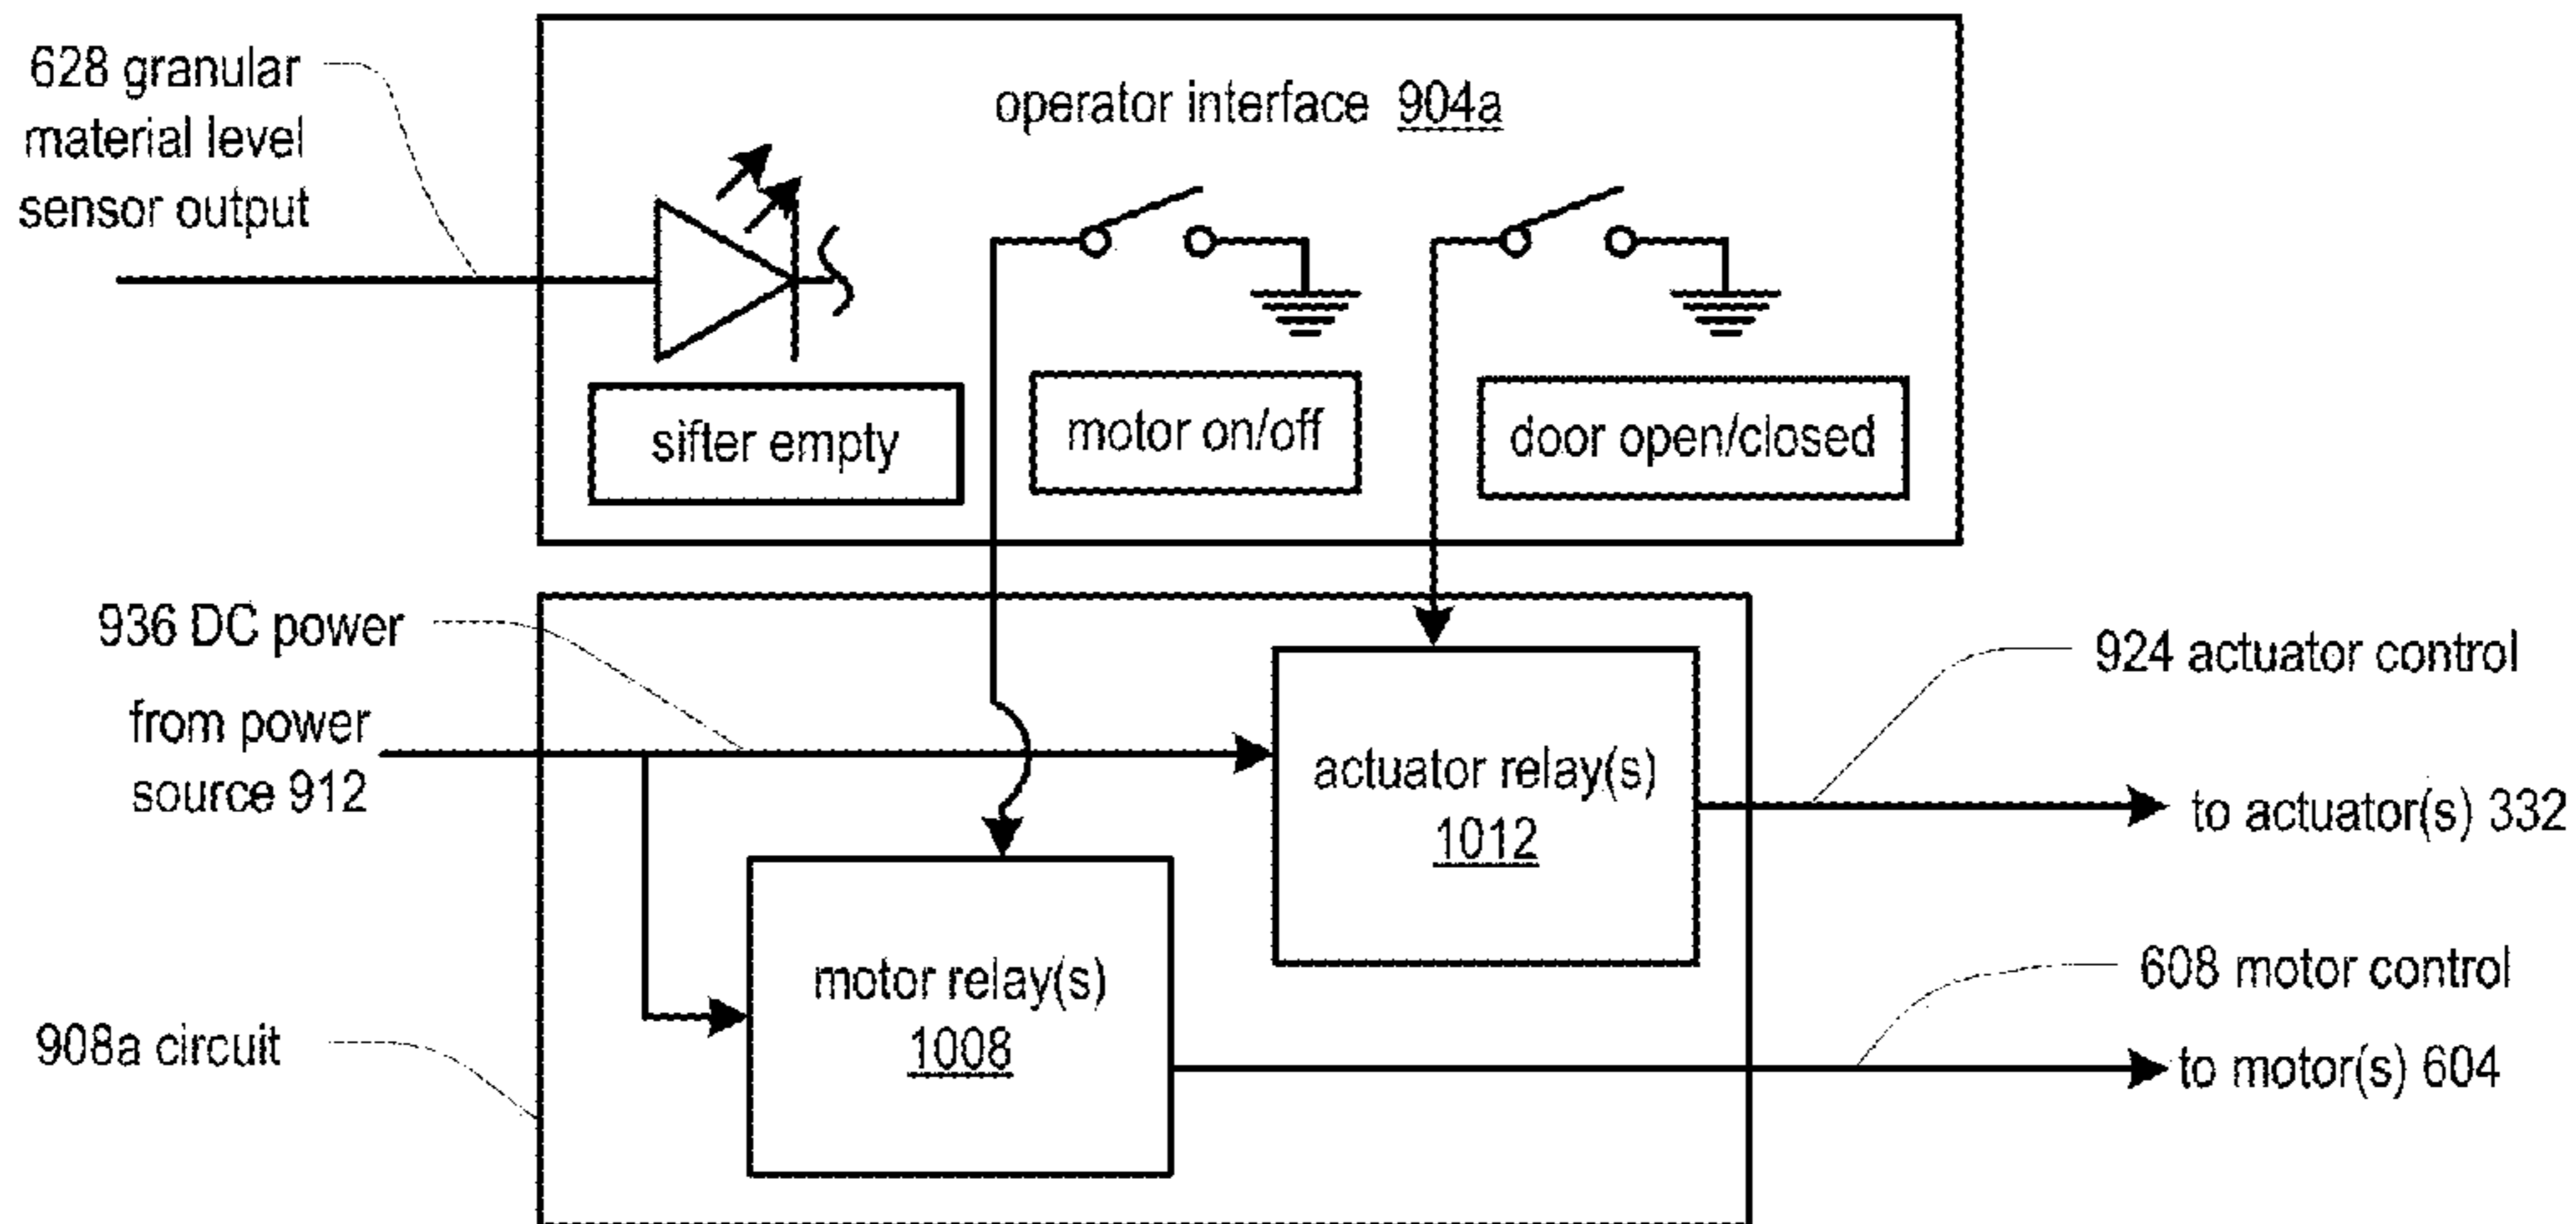 628 granular
material level
sensor output
operator interface 904a
sifter empty
motor on/off
door open/closed
936 DC power
from power
source 912
actuator relay(s)
1012
924 actuator control
to actuator(s) 332
motor relay(s)
1008
608 motor control
to motor(s) 604
908a circuit